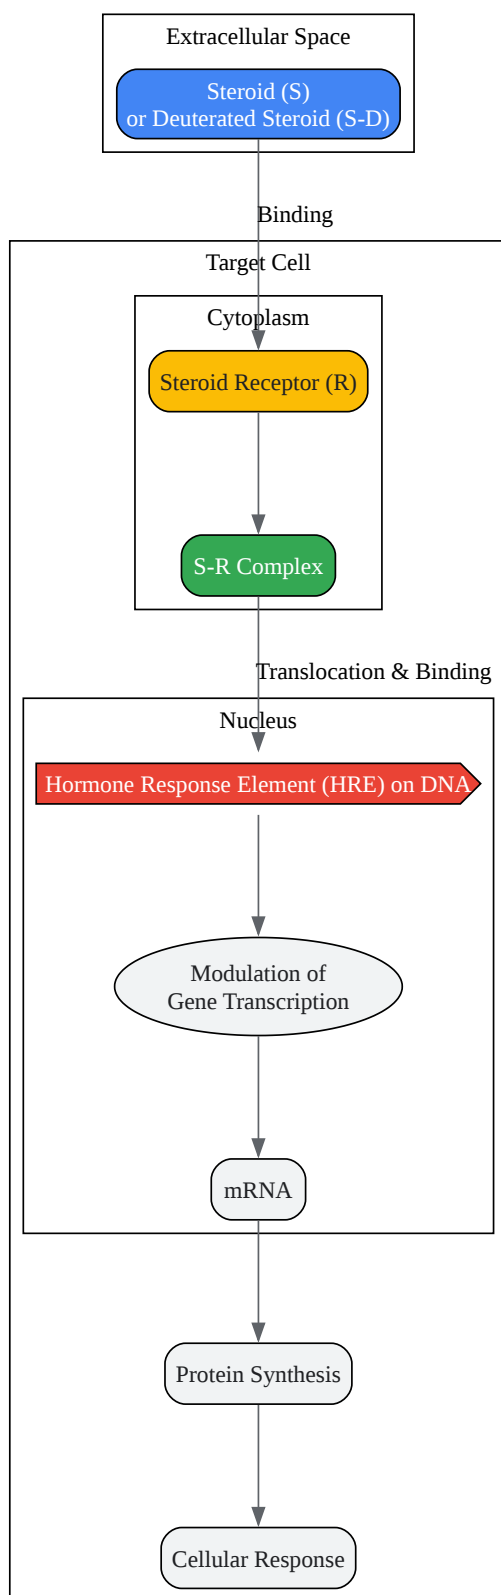 Extracellular Space
Steroid (S)
or Deuterated Steroid (S-D)
Binding
Target Cell
Cytoplasm
Steroid Receptor (R)
S-R Complex
Translocation & Binding
Nucleus
Hormone Response Element (HRE) on DNA
Modulation of
Gene Transcription
mRNA
Protein Synthesis
Cellular Response